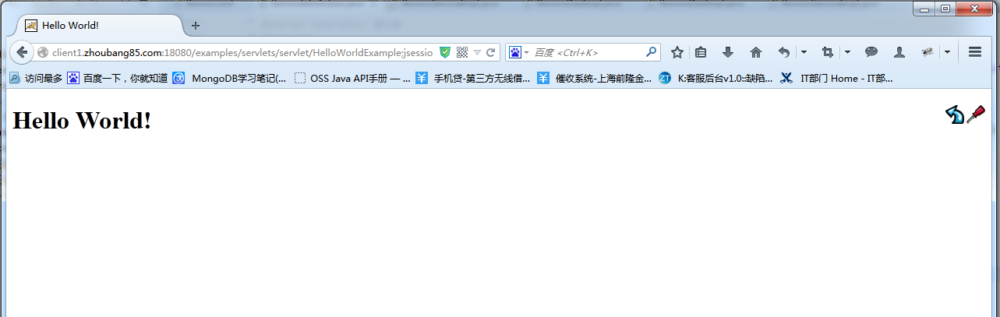 Hello World!
client1.zhoubang85.com:18080/examples/servlets/servlet/HelloWorldExample;jsessio
百度 <Ctrl+K>
访问最多 百度一下，你就知道 MongoDB学习笔记(... OSS Java API手册 — ... 手机贷-第三方无线借... 催收系统-上海前隆金... K:客服后台v1.0::缺陷... IT部门 Home - IT部...
Hello World!